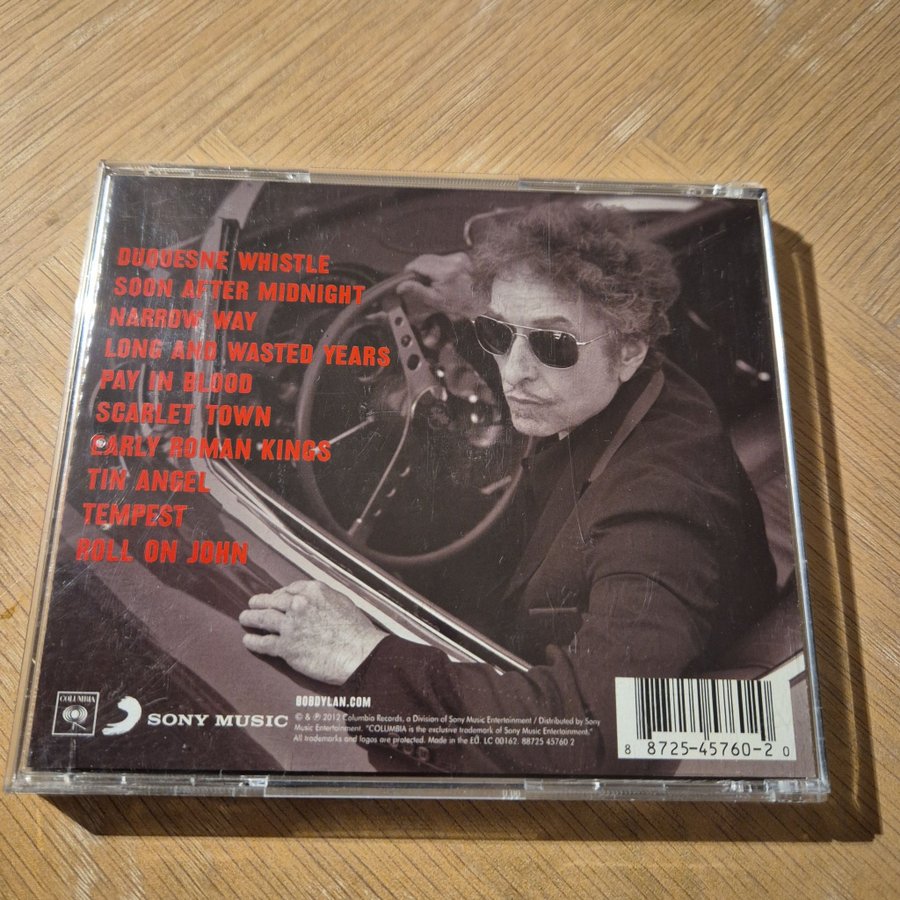 DUQUESNE WHISTLE
SOON AFTER MIDNIGHT
NARROW WAY
LONG AND WASTED YEARS
PAY IN BLOOD
SCARLET TOWN
EARLY ROMAN KINGS
TIN ANGEL
TEMPEST
ROLL ON JOHN
COLUMBIA
SONY MUSIC
BOBDYLAN.COM
© & ℗ 2012 Columbia Records, a Division of Sony Music Entertainment / Distributed by Sony
Music Entertainment. "COLUMBIA is the exclusive trademark of Sony Music Entertainment."
All trademarks and logos are protected. Made in the EU. LC 00162. 88725 45760 2
8 8725-45760-2 0